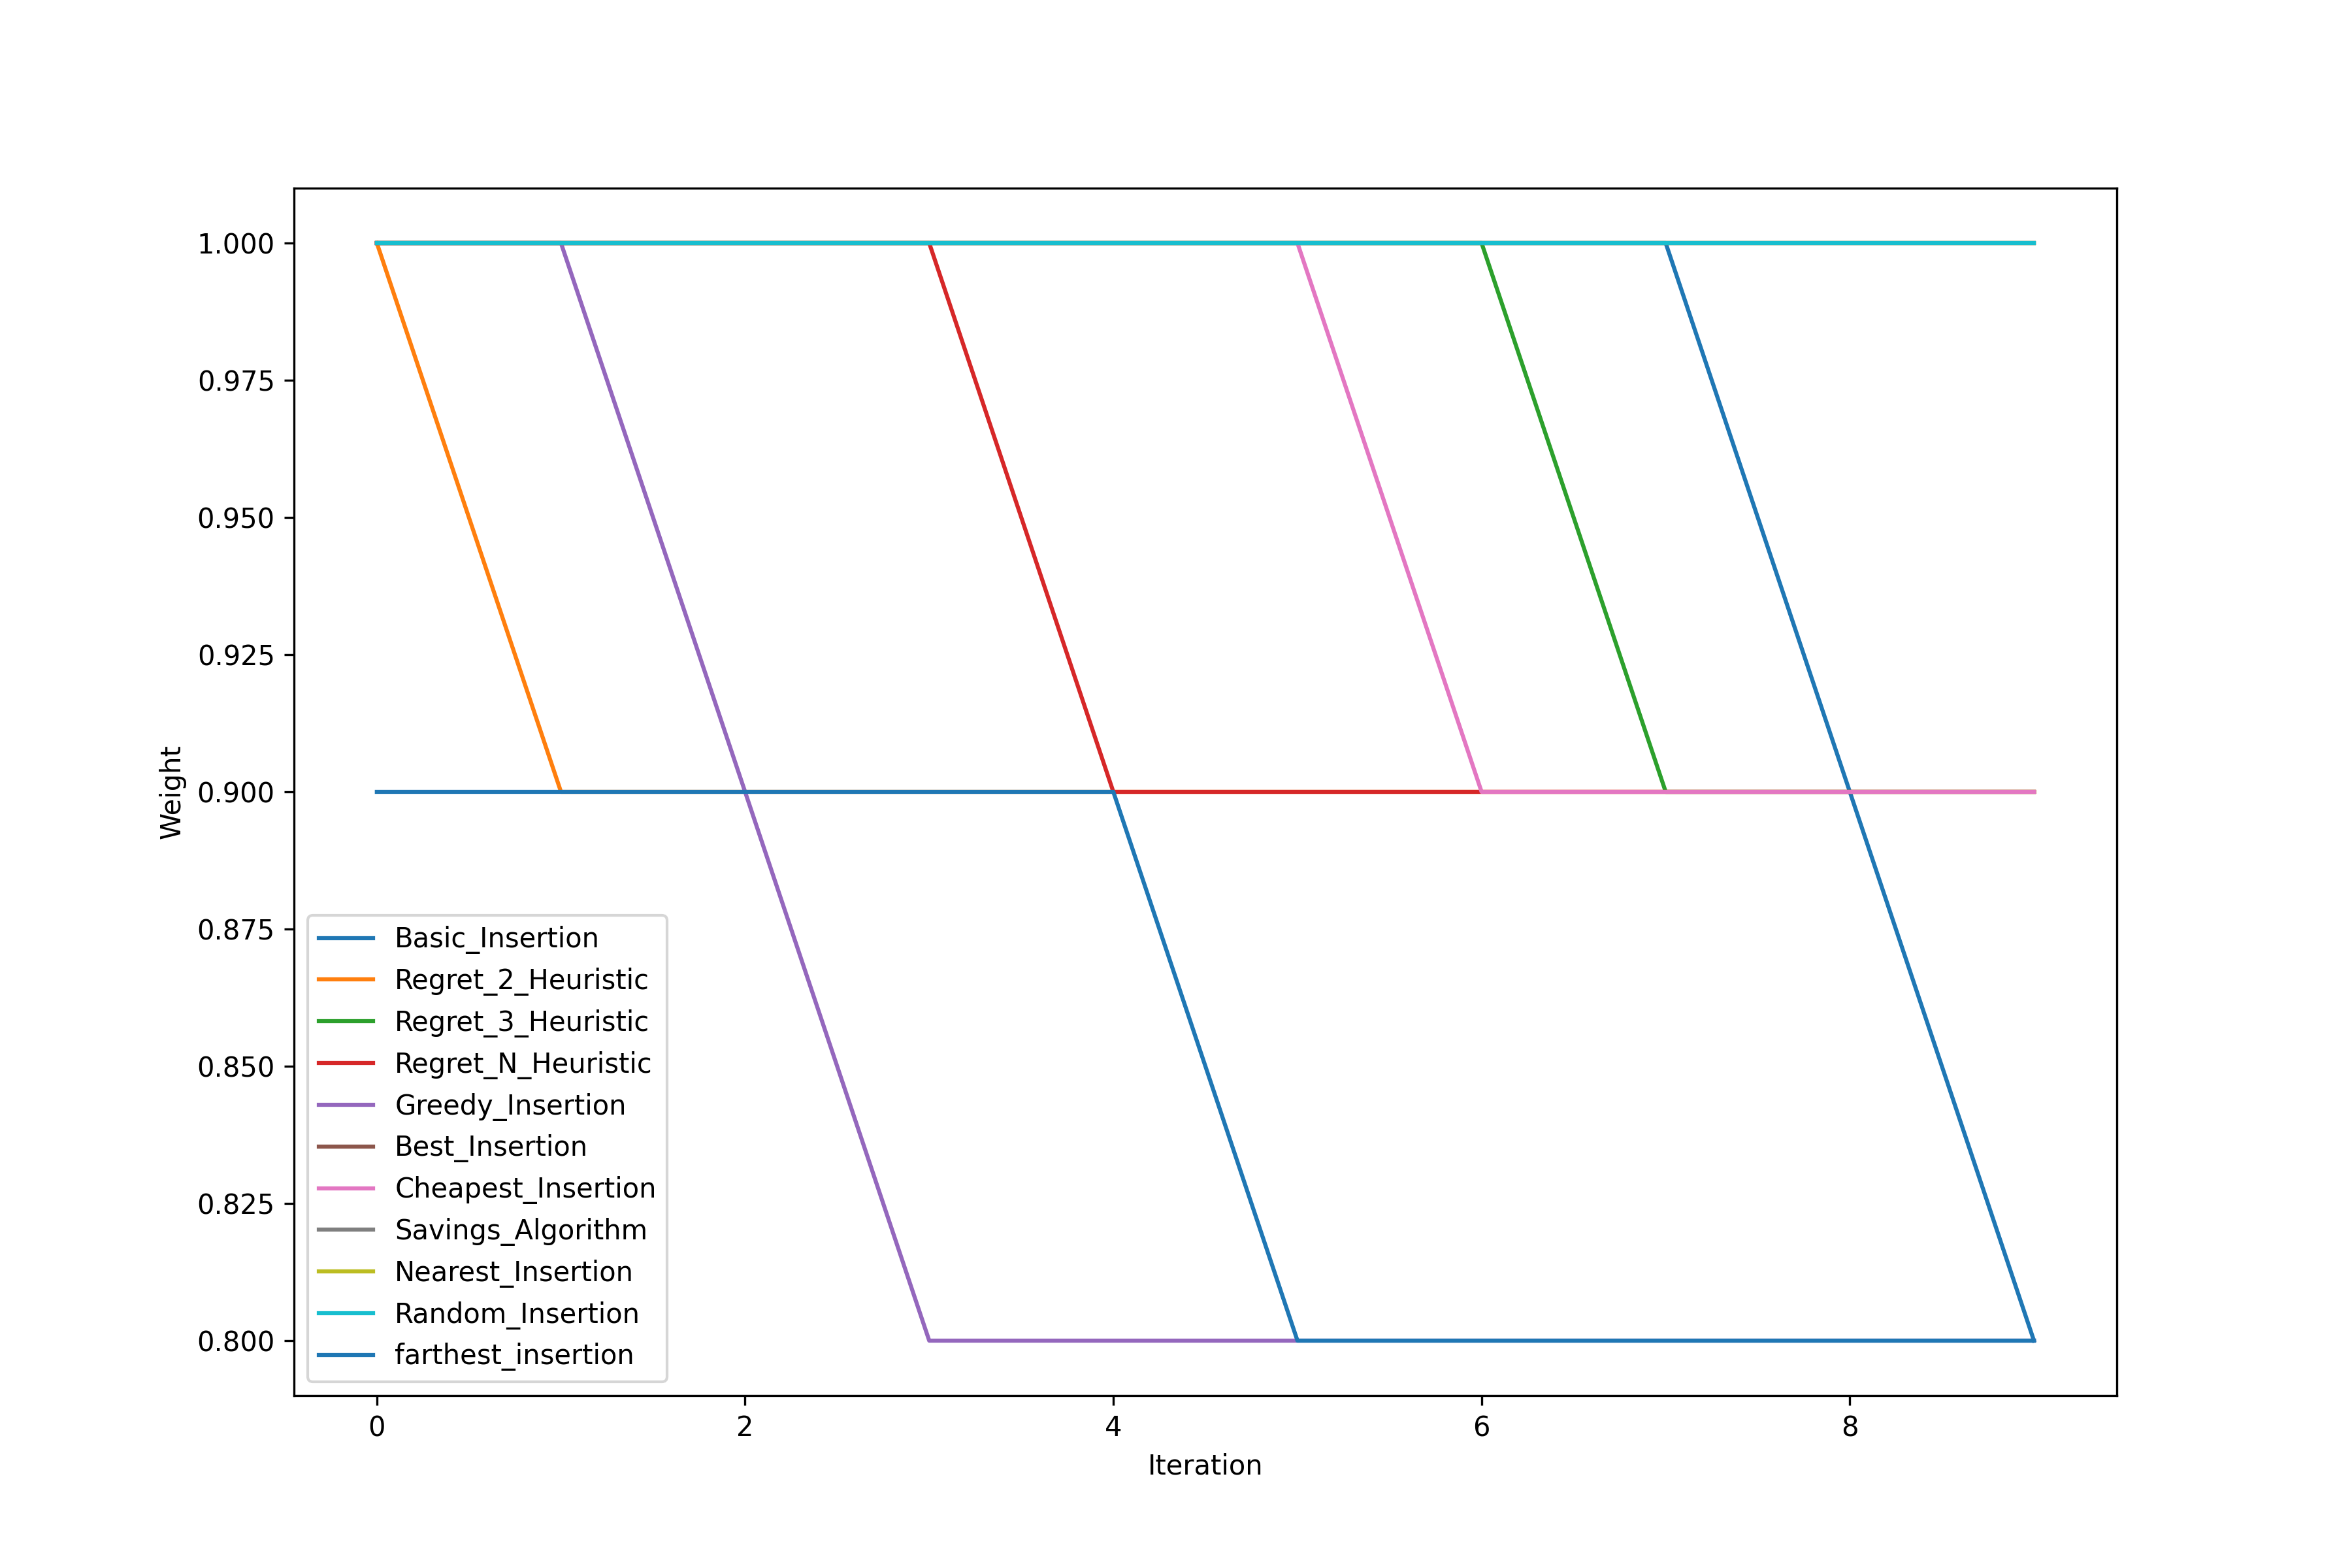 1.000
0.975
0.950
0.925
0.900
0.875
0.850
0.825
0.800
Weight
Basic_Insertion
Regret_2_Heuristic
Regret_3_Heuristic
Regret_N_Heuristic
Greedy_Insertion
Best_Insertion
Cheapest_Insertion
Savings_Algorithm
Nearest_Insertion
Random_Insertion
farthest_insertion
0 2 4 6 8
Iteration